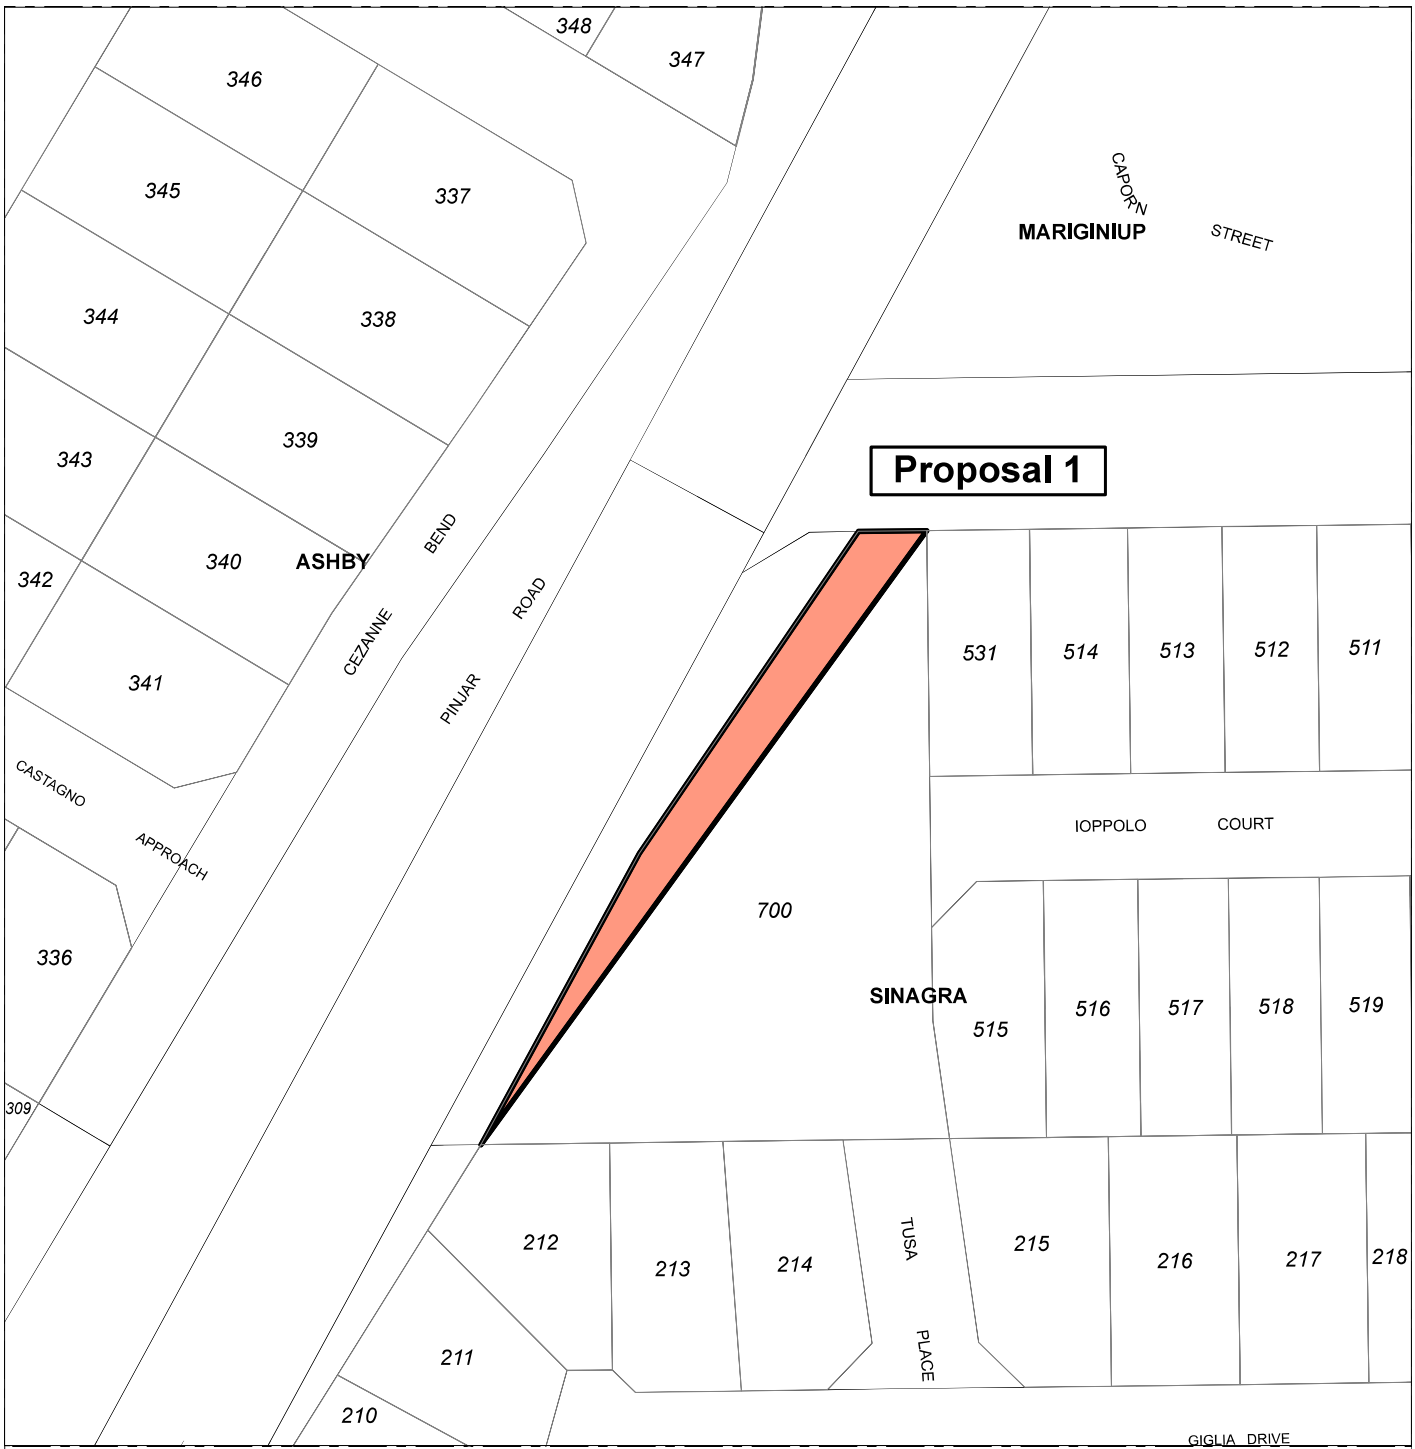 348
347
346
345
337
CAPORN
STREET
MARIGINIUP
344
338
339
343
Proposal 1
340
ASHBY
BEND
342
CEZANNE
ROAD
PINJAR
341
531
514
513
512
511
CASTAGNO
APPROACH
IOPPOLO COURT
700
336
SINAGRA
515
516
517
518
519
309
212
213
214
TUSA
PLACE
215
216
217
218
211
210
GIGLIA DRIVE